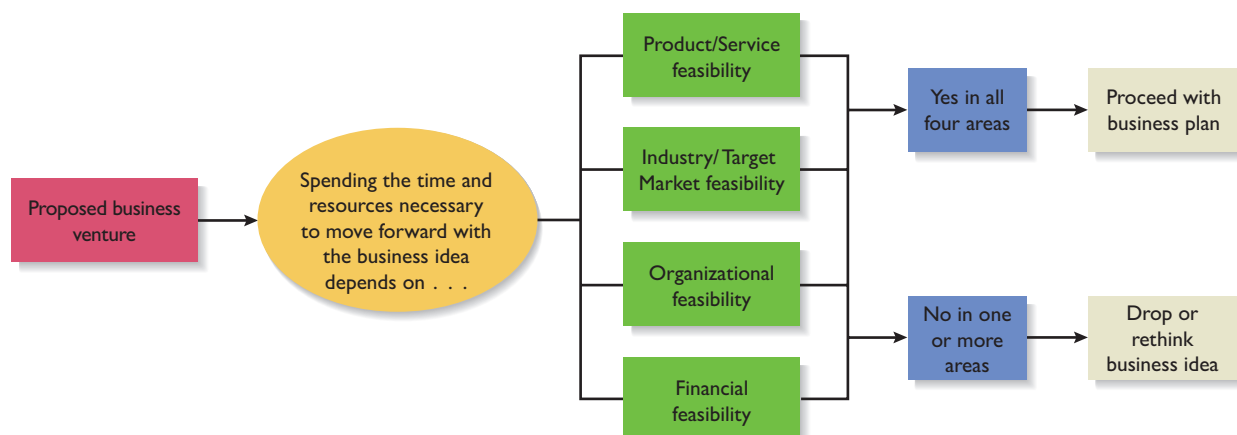 Proposed business
venture
Spending the time and
resources necessary
to move forward with
the business idea
depends on . . .
Product/Service
feasibility
Industry/ Target
Market feasibility
Organizational
feasibility
Financial
feasibility
Yes in all
four areas
Proceed with
business plan
No in one
or more
areas
Drop or
rethink
business idea